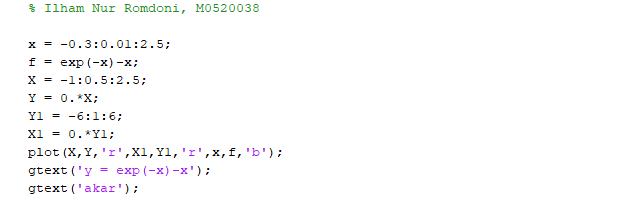 % Ilham Nur Romdoni, M0520038
x = -0.3:0.01:2.5;
f = exp(-x)-x;
X = -1:0.5:2.5;
Y = 0.*X;
Y1 = -6:1:6;
X1 = 0.*Y1;
plot(X,Y,'r',X1,Y1,'r',x,f,'b');
gtext('y = exp(-x)-x');
gtext('akar');